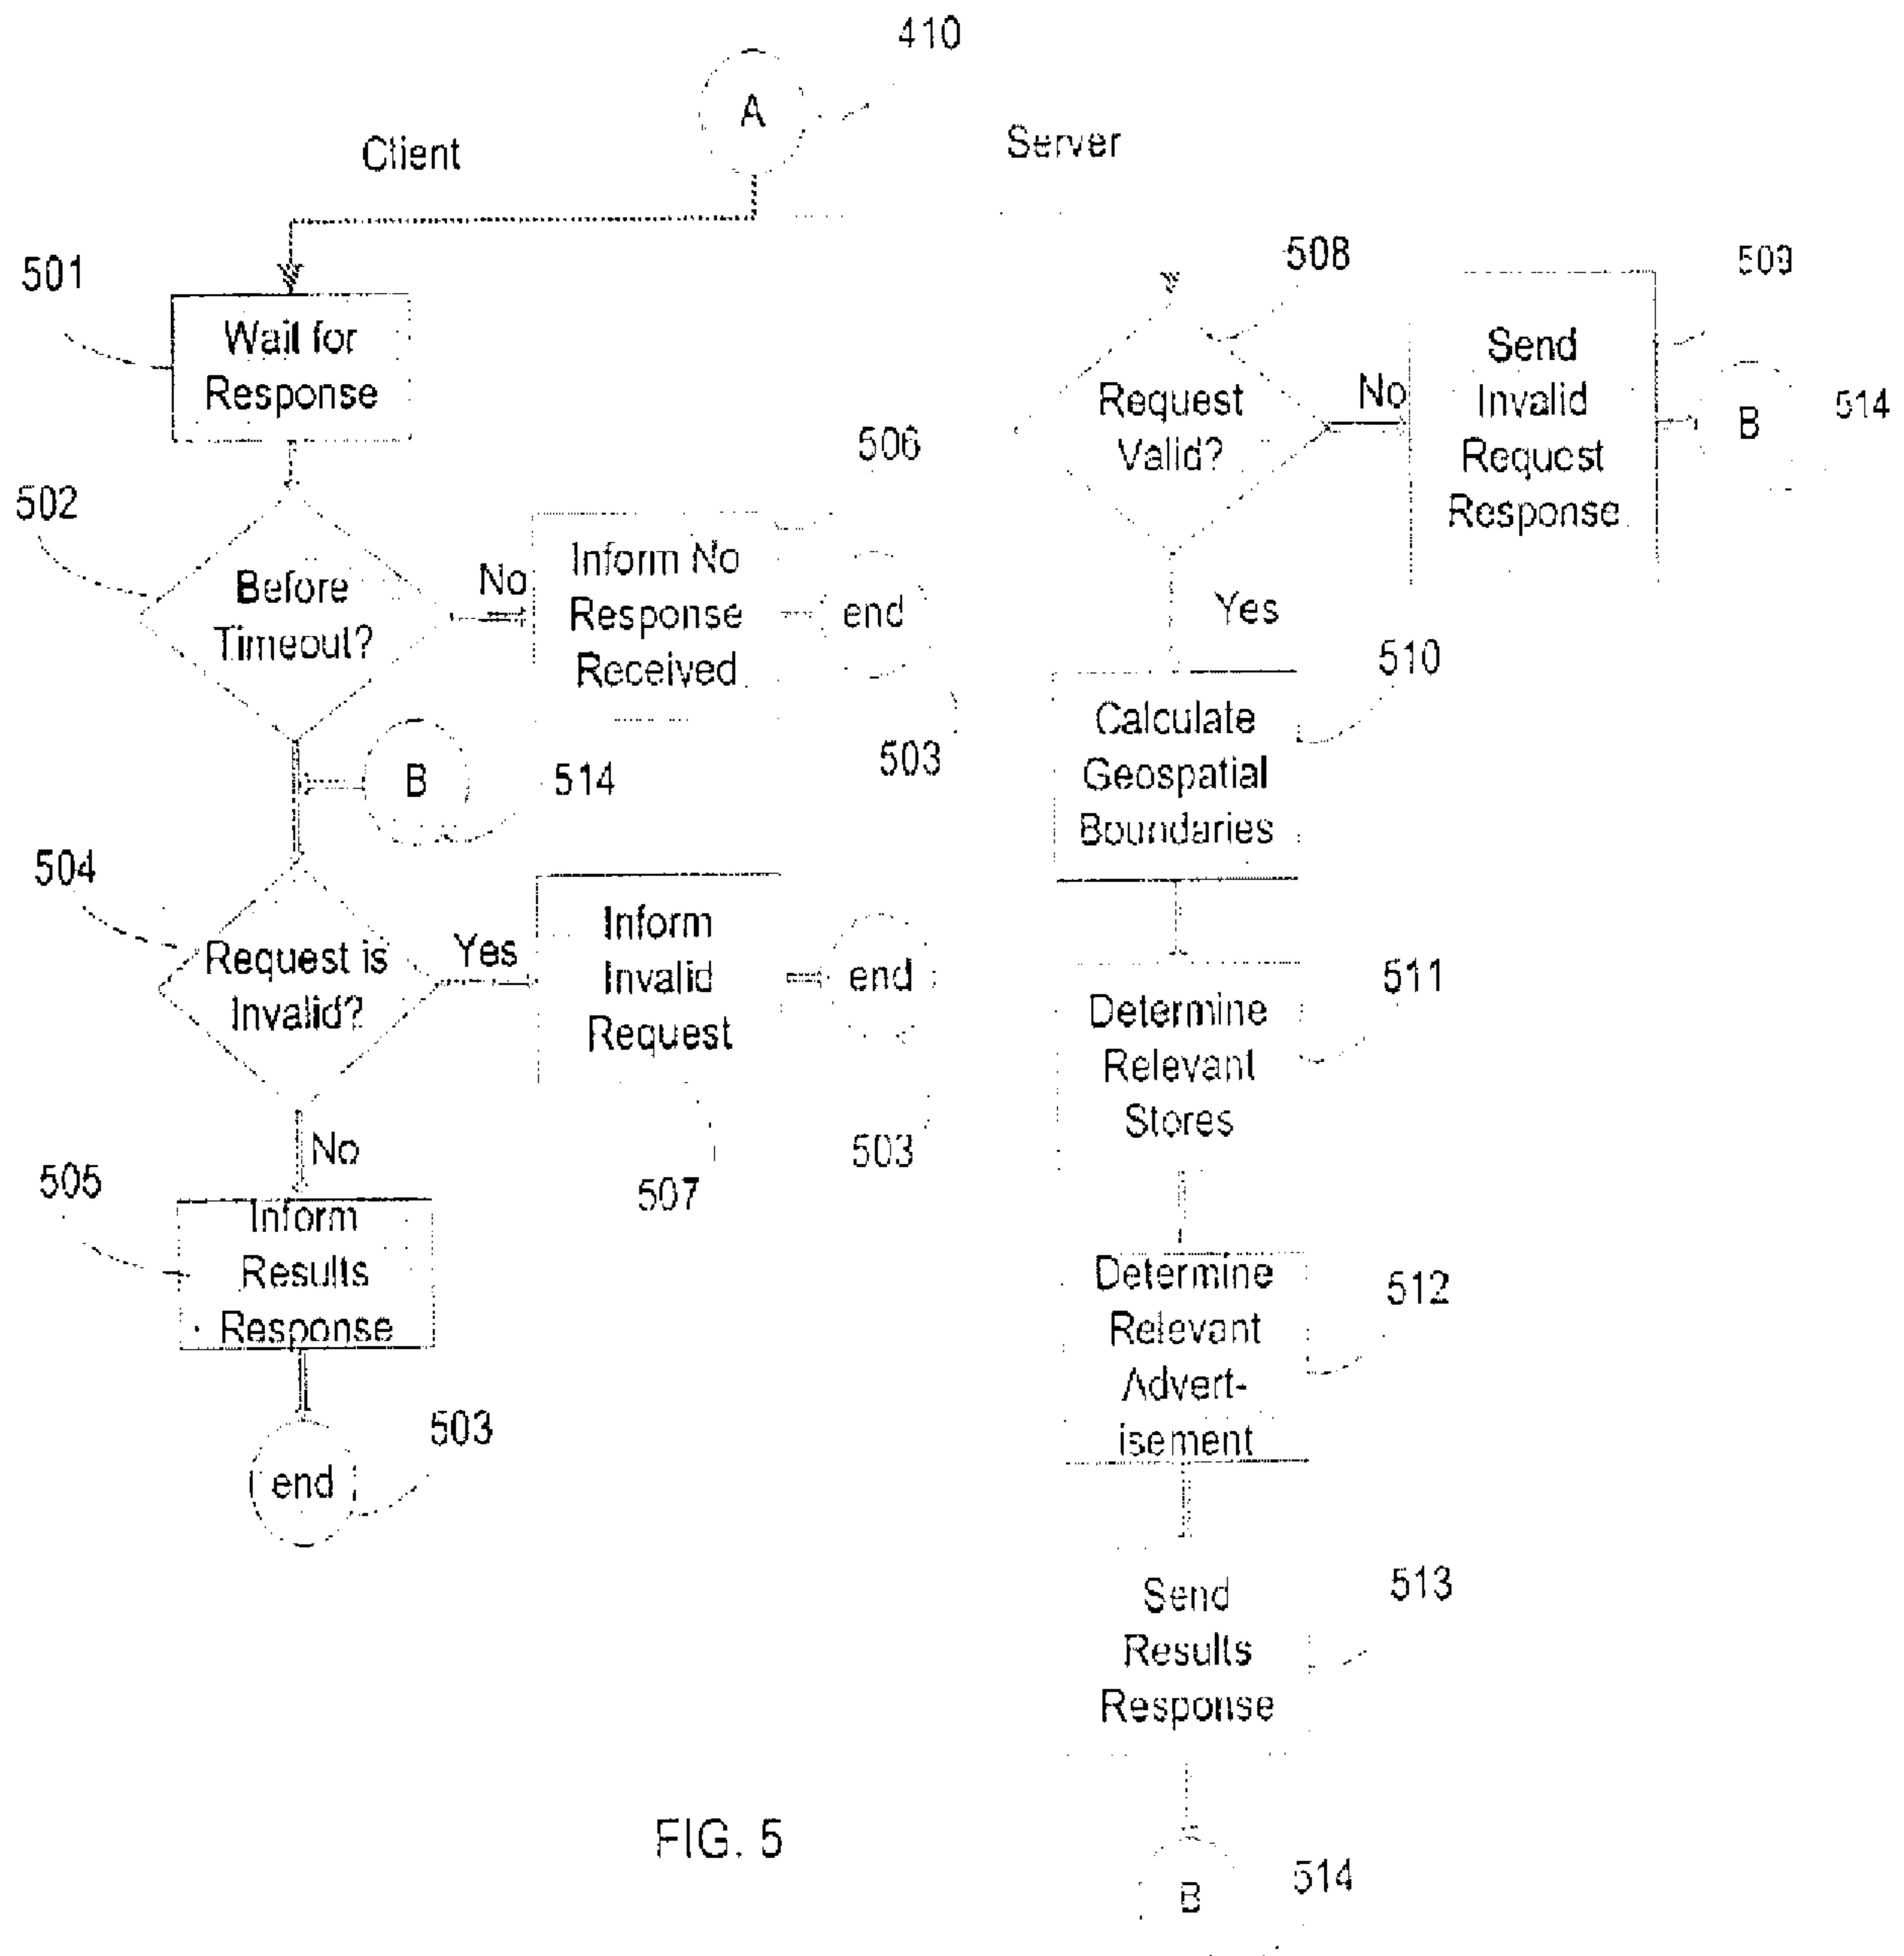 410
A
Client
Server
501
Wait for
Response
508
Request
Valid?
No
509
Send
Invalid
Request
Response
B
514
502
Before
Timeout?
No
506
Inform No
Response
Received
end
503
Yes
B
514
510
Calculate
Geospatial
Boundaries
504
Request is
Invalid?
Yes
Inform
Invalid
Request
507
end
503
511
Determine
Relevant
Stores
No
505
Inform
Results
Response
512
Determine
Relevant
Advert-
isement
end
503
513
Send
Results
Response
B
514
FIG. 5